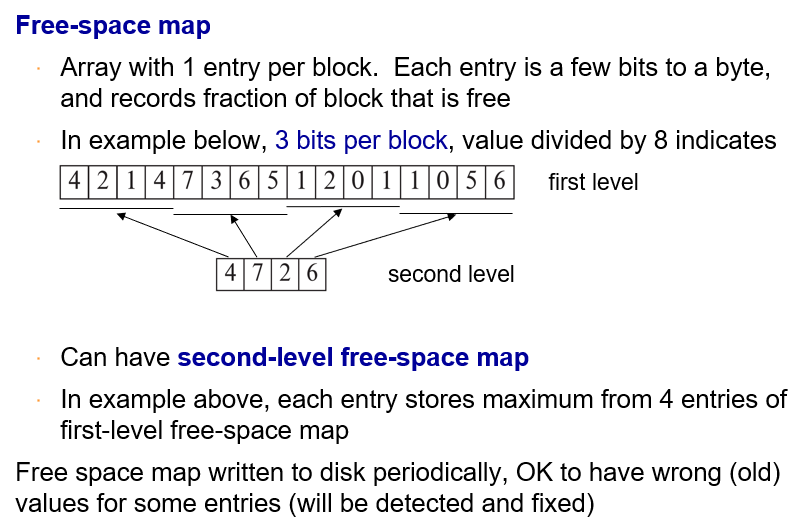 Free-space map
· Array with 1 entry per block.  Each entry is a few bits to a byte,
and records fraction of block that is free
· In example below, 3 bits per block, value divided by 8 indicates
4 2 1 4 7 3 6 5 1 2 0 1 1 0 5 6 first level
4 7 2 6 second level
· Can have second-level free-space map
· In example above, each entry stores maximum from 4 entries of
first-level free-space map
Free space map written to disk periodically, OK to have wrong (old)
values for some entries (will be detected and fixed)